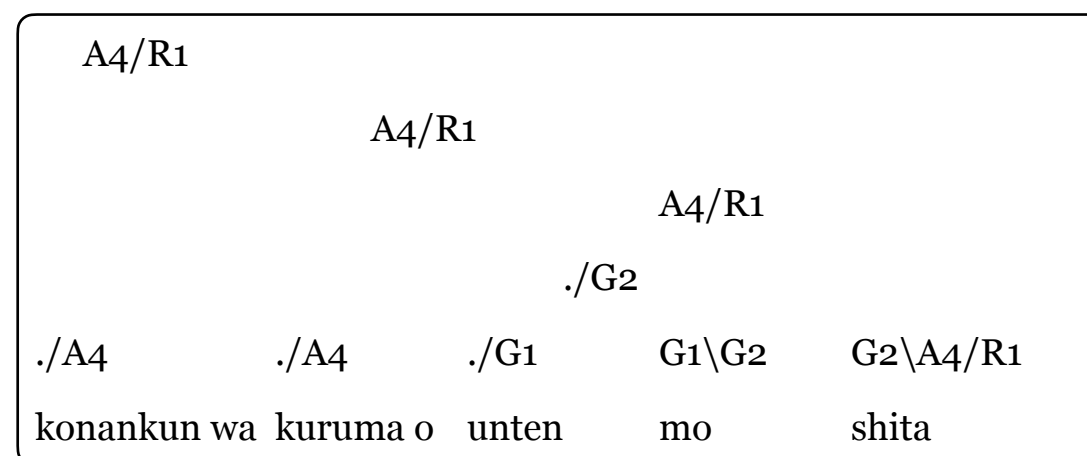 A4/R1
A4/R1
A4/R1
./G2
./A4 ./A4 ./G1 G1\G2 G2\A4/R1
konankun wa kuruma o unten mo shita